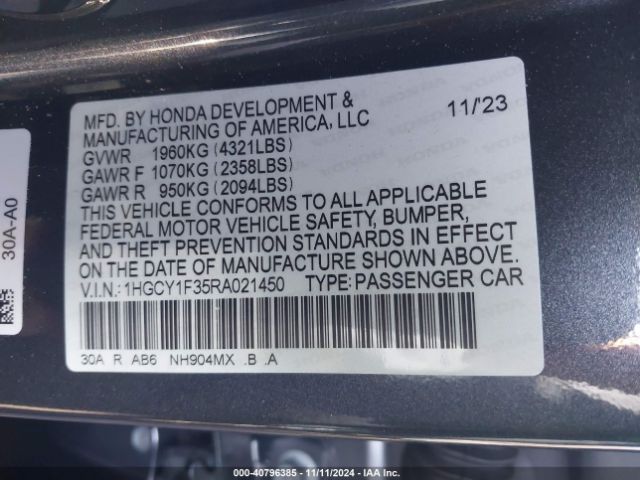 MFD. BY HONDA DEVELOPMENT &
MANUFACTURING OF AMERICA, LLC 11/'23
GVWR 1960KG (4321LBS)
GAWR F 1070KG (2358LBS)
GAWR R 950KG (2094LBS)
THIS VEHICLE CONFORMS TO ALL APPLICABLE
FEDERAL MOTOR VEHICLE SAFETY, BUMPER,
AND THEFT PREVENTION STANDARDS IN EFFECT
ON THE DATE OF MANUFACTURE SHOWN ABOVE.
V.I.N.: 1HGCY1F35RA021450 TYPE: PASSENGER CAR
30A R AB6 NH904MX .B .A
30A-A0
000-40796385 - 11/11/2024 - IAA Inc.